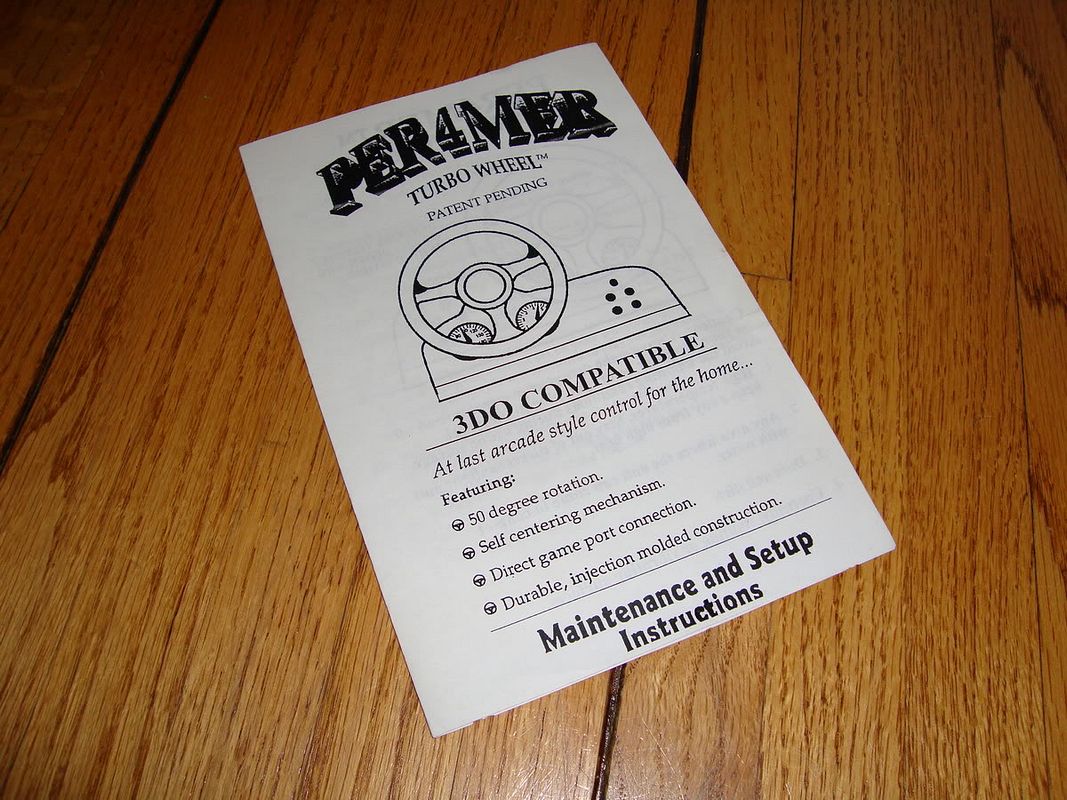 PER4MER
TURBO WHEEL™
PATENT PENDING
3DO COMPATIBLE
At last arcade style control for the home...
Featuring:
50 degree rotation.
Self centering mechanism.
Direct game port connection.
Durable, injection molded construction.
Maintenance and Setup
Instructions